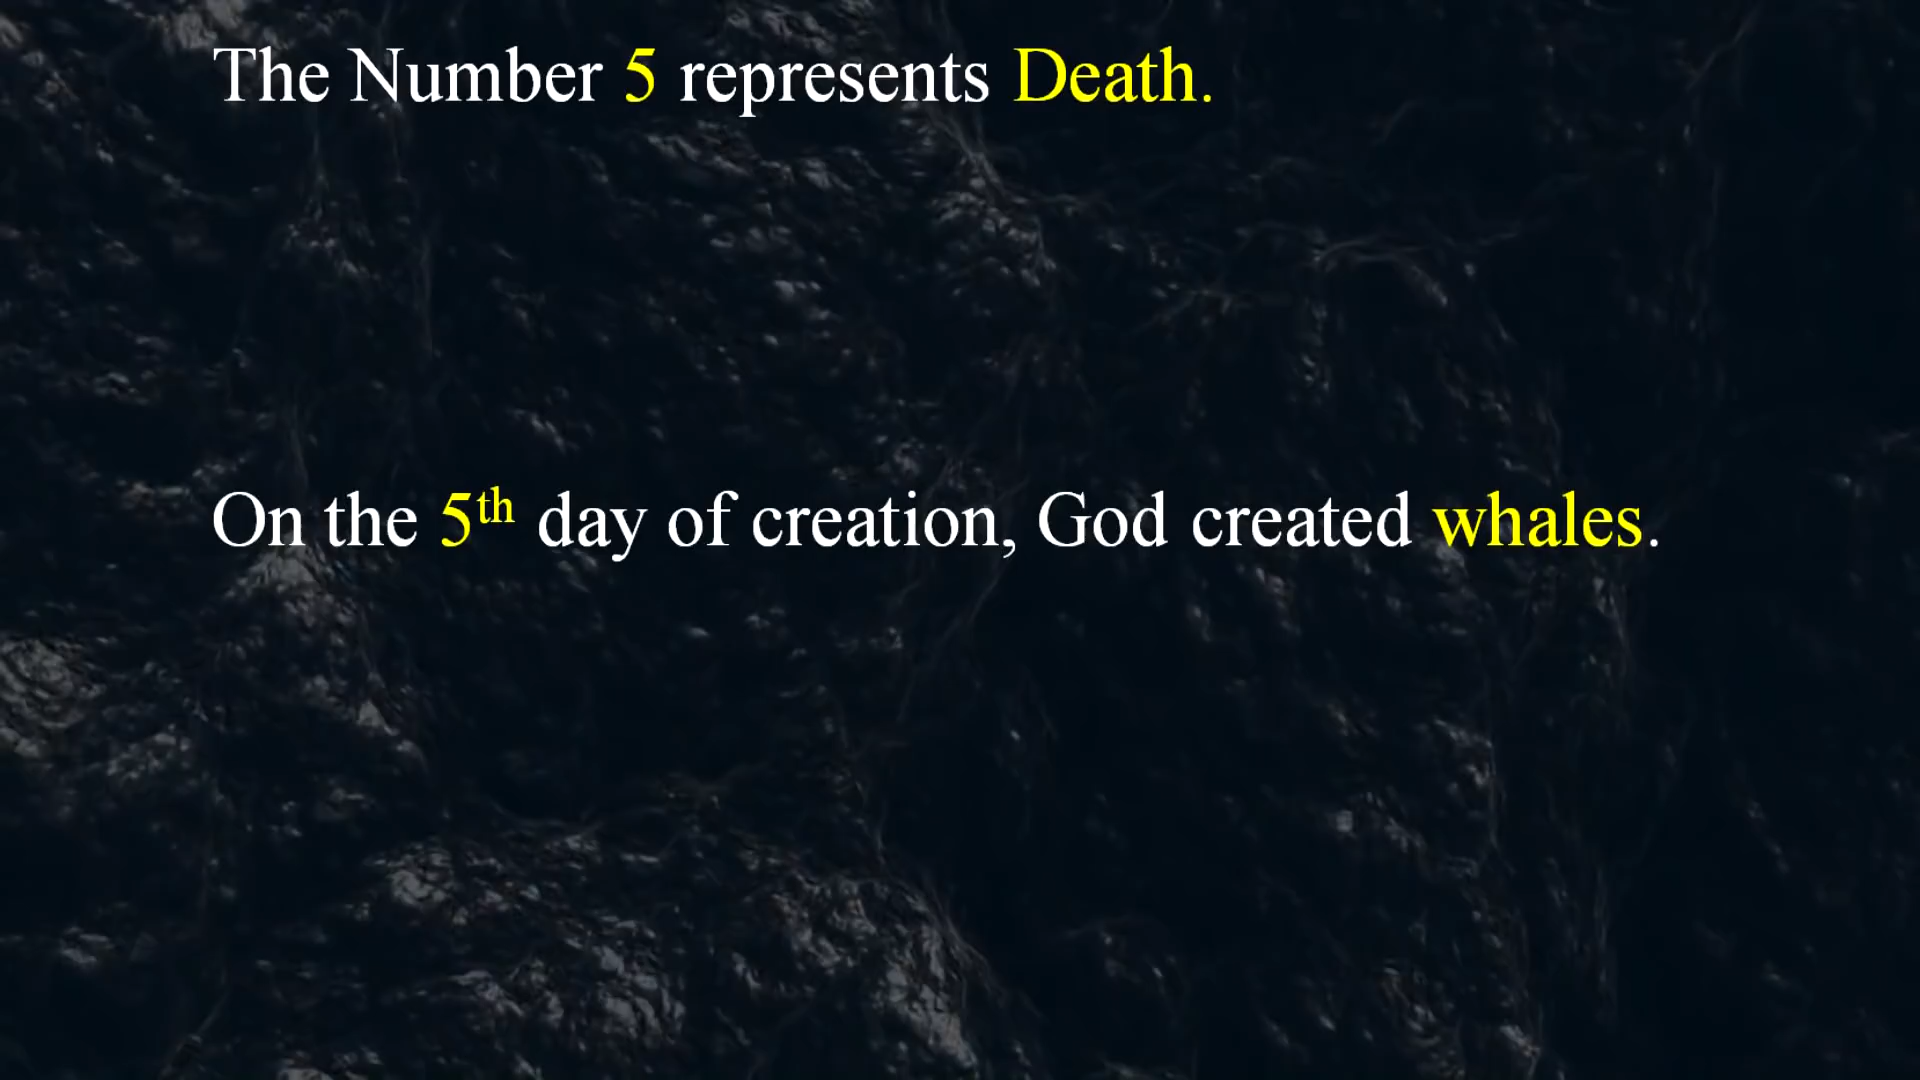 The Number 5 represents Death.
On the 5th day of creation, God created whales.